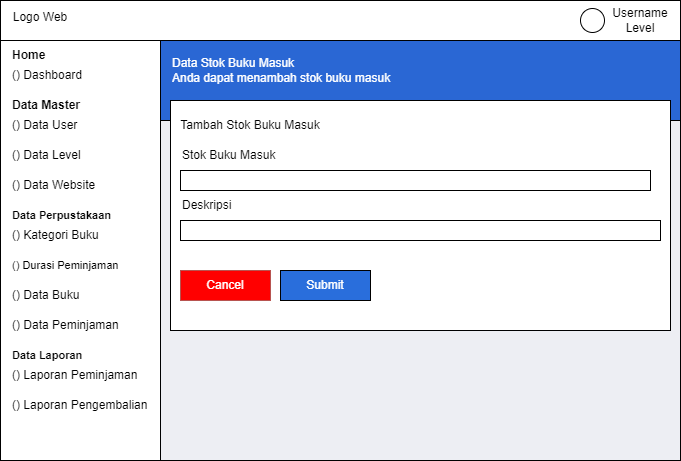 Logo Web
Username
Level
Home
() Dashboard
Data Master
() Data User
() Data Level
() Data Website
Data Perpustakaan
() Kategori Buku
() Durasi Peminjaman
() Data Buku
() Data Peminjaman
Data Laporan
() Laporan Peminjaman
() Laporan Pengembalian
Data Stok Buku Masuk
Anda dapat menambah stok buku masuk
Tambah Stok Buku Masuk
Stok Buku Masuk
Deskripsi
Cancel
Submit